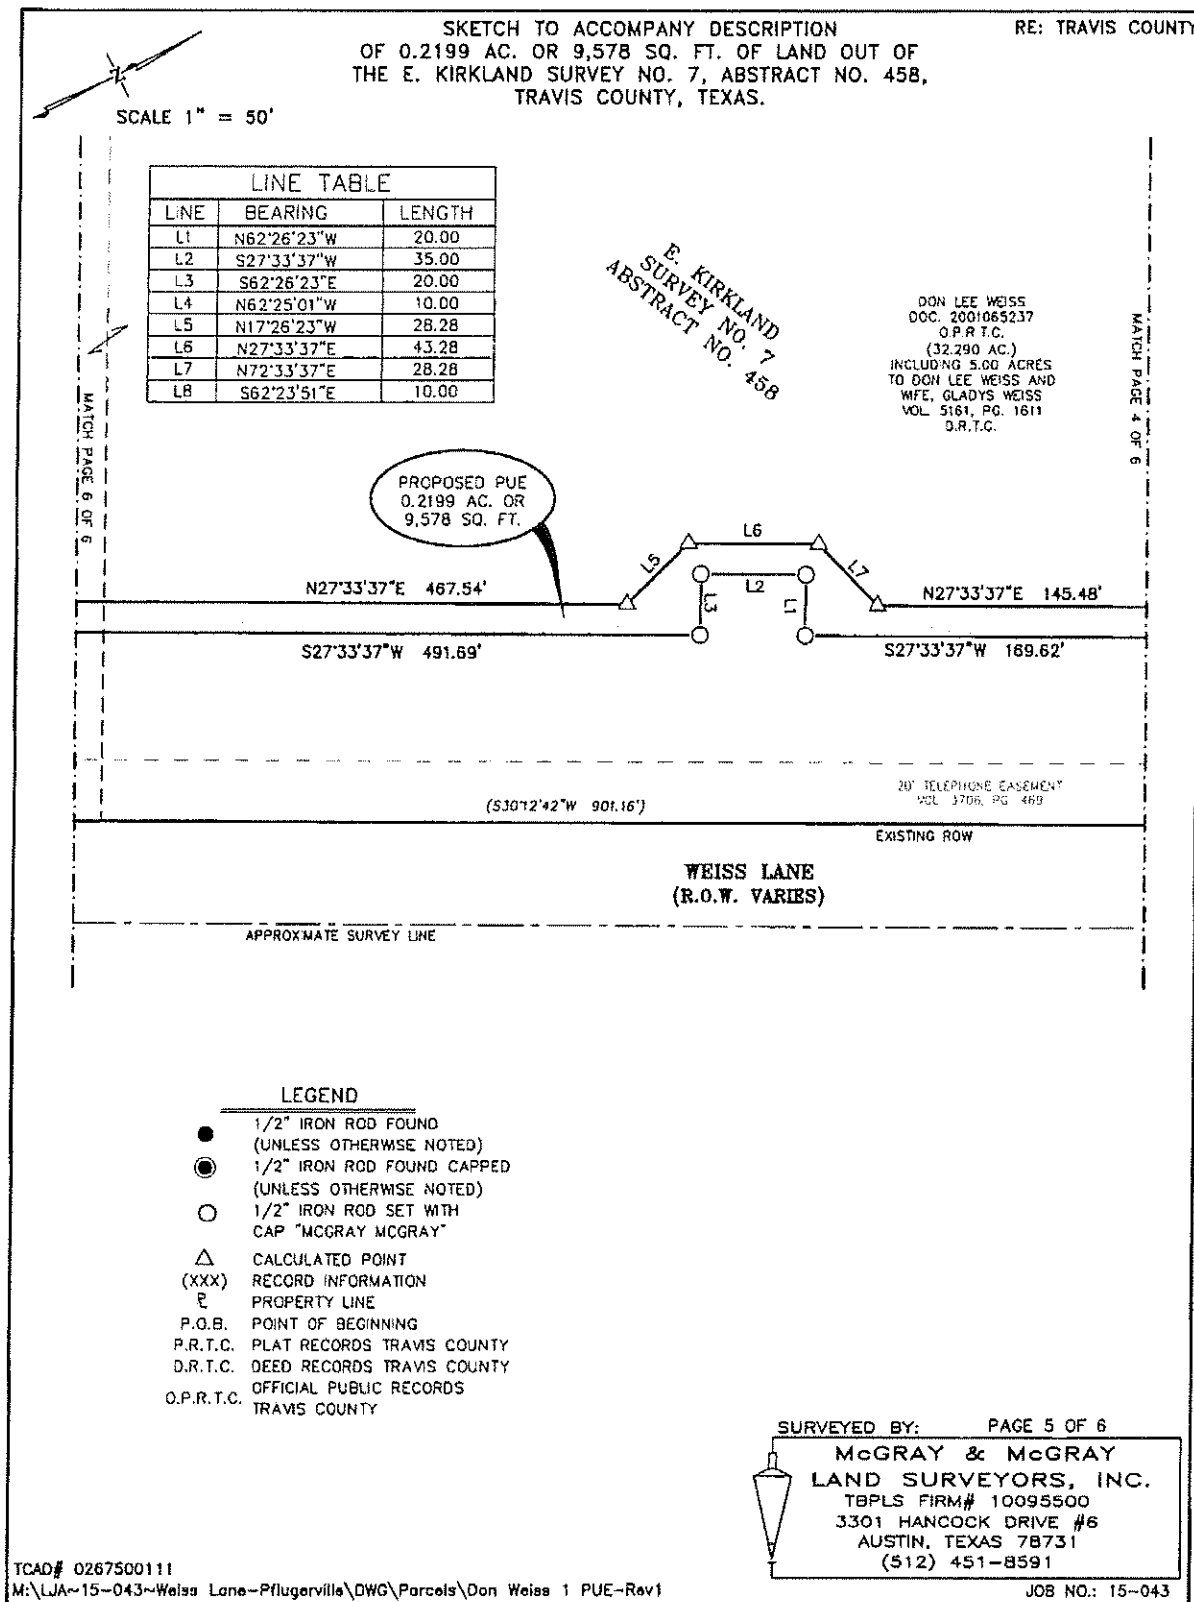 SKETCH TO ACCOMPANY DESCRIPTION
OF 0.2199 AC. OR 9,578 SQ. FT. OF LAND OUT OF
THE E. KIRKLAND SURVEY NO. 7, ABSTRACT NO. 458,
TRAVIS COUNTY, TEXAS.
RE: TRAVIS COUNTY
N
SCALE 1" = 50'
LINE TABLE
LINE BEARING LENGTH
L1 N62°26'23"W 20.00
L2 S27°33'37"W 35.00
L3 S62°26'23"E 20.00
L4 N62°25'01"W 10.00
L5 N17°26'23"W 28.28
L6 N27°33'37"E 43.28
L7 N72°33'37"E 28.28
L8 S62°23'51"E 10.00
E. KIRKLAND
SURVEY NO. 7
ABSTRACT NO. 458
DON LEE WEISS
DOC. 2001065237
O.P.R T.C.
(32.290 AC.)
INCLUDING 5.00 ACRES
TO DON LEE WEISS AND
WIFE, GLADYS WEISS
VOL. 5161, PG. 1611
D.R.T.C.
MATCH PAGE 4 OF 6
MATCH PAGE 6 OF 6
PROPOSED PUE
0.2199 AC. OR
9,578 SQ. FT.
L6
L5
L7
L2
L3
L1
N27°33'37"E 467.54'
N27°33'37"E 145.48'
S27°33'37"W 491.69'
S27°33'37"W 169.62'
20' TELEPHONE EASEMENT
VOL. 3706, PG. 469
(S30°12'42"W 901.16')
EXISTING ROW
WEISS LANE
(R.O.W. VARIES)
APPROXIMATE SURVEY LINE
LEGEND
1/2" IRON ROD FOUND
(UNLESS OTHERWISE NOTED)
1/2" IRON ROD FOUND CAPPED
(UNLESS OTHERWISE NOTED)
1/2" IRON ROD SET WITH
CAP "MCGRAY MCGRAY"
CALCULATED POINT
(XXX) RECORD INFORMATION
PROPERTY LINE
P.O.B. POINT OF BEGINNING
P.R.T.C. PLAT RECORDS TRAVIS COUNTY
D.R.T.C. DEED RECORDS TRAVIS COUNTY
O.P.R.T.C. OFFICIAL PUBLIC RECORDS
TRAVIS COUNTY
SURVEYED BY: PAGE 5 OF 6
McGRAY & McGRAY
LAND SURVEYORS, INC.
TBPLS FIRM# 10095500
3301 HANCOCK DRIVE #6
AUSTIN, TEXAS 78731
(512) 451-8591
TCAD# 0267500111
M:\LJA~15-043~Weiss Lane-Pflugerville\DWG\Parcels\Don Weiss 1 PUE-Rev1
JOB NO.: 15-043